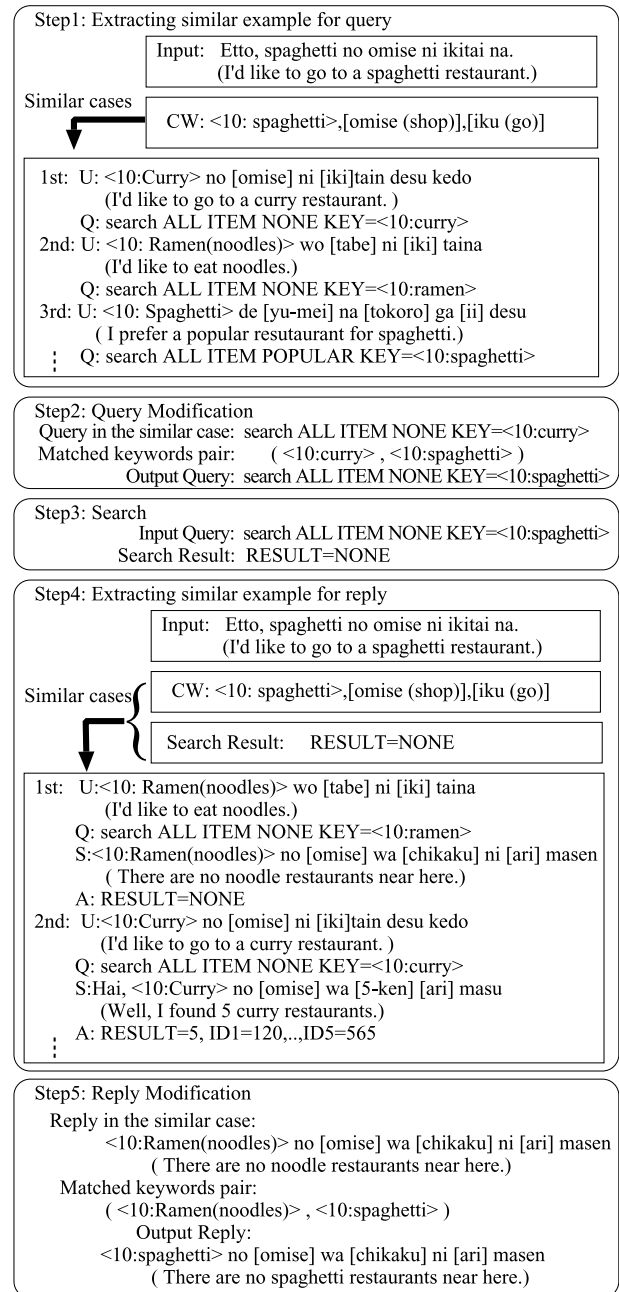 Step1: Extracting similar example for query
Input: Etto, spaghetti no omise ni ikitai na.
(I'd like to go to a spaghetti restaurant.)
Similar cases
CW: <10: spaghetti>,[omise (shop)],[iku (go)]
1st: U: <10:Curry> no [omise] ni [iki]tain desu kedo
(I'd like to go to a curry restaurant. )
Q: search ALL ITEM NONE KEY=<10:curry>
2nd: U: <10: Ramen(noodles)> wo [tabe] ni [iki] taina
(I'd like to eat noodles.)
Q: search ALL ITEM NONE KEY=<10:ramen>
3rd: U: <10: Spaghetti> de [yu-mei] na [tokoro] ga [ii] desu
( I prefer a popular resutaurant for spaghetti.)
Q: search ALL ITEM POPULAR KEY=<10:spaghetti>
Step2: Query Modification
Query in the similar case: search ALL ITEM NONE KEY=<10:curry>
Matched keywords pair: ( <10:curry> , <10:spaghetti> )
Output Query: search ALL ITEM NONE KEY=<10:spaghetti>
Step3: Search
Input Query: search ALL ITEM NONE KEY=<10:spaghetti>
Search Result: RESULT=NONE
Step4: Extracting similar example for reply
Input: Etto, spaghetti no omise ni ikitai na.
(I'd like to go to a spaghetti restaurant.)
Similar cases
CW: <10: spaghetti>,[omise (shop)],[iku (go)]
Search Result: RESULT=NONE
1st: U:<10: Ramen(noodles)> wo [tabe] ni [iki] taina
(I'd like to eat noodles.)
Q: search ALL ITEM NONE KEY=<10:ramen>
S:<10:Ramen(noodles)> no [omise] wa [chikaku] ni [ari] masen
( There are no noodle restaurants near here.)
A: RESULT=NONE
2nd: U:<10:Curry> no [omise] ni [iki]tain desu kedo
(I'd like to go to a curry restaurant. )
Q: search ALL ITEM NONE KEY=<10:curry>
S:Hai, <10:Curry> no [omise] wa [5-ken] [ari] masu
(Well, I found 5 curry restaurants.)
A: RESULT=5, ID1=120,..,ID5=565
Step5: Reply Modification
Reply in the similar case:
<10:Ramen(noodles)> no [omise] wa [chikaku] ni [ari] masen
( There are no noodle restaurants near here.)
Matched keywords pair:
( <10:Ramen(noodles)> , <10:spaghetti> )
Output Reply:
<10:spaghetti> no [omise] wa [chikaku] ni [ari] masen
( There are no spaghetti restaurants near here.)